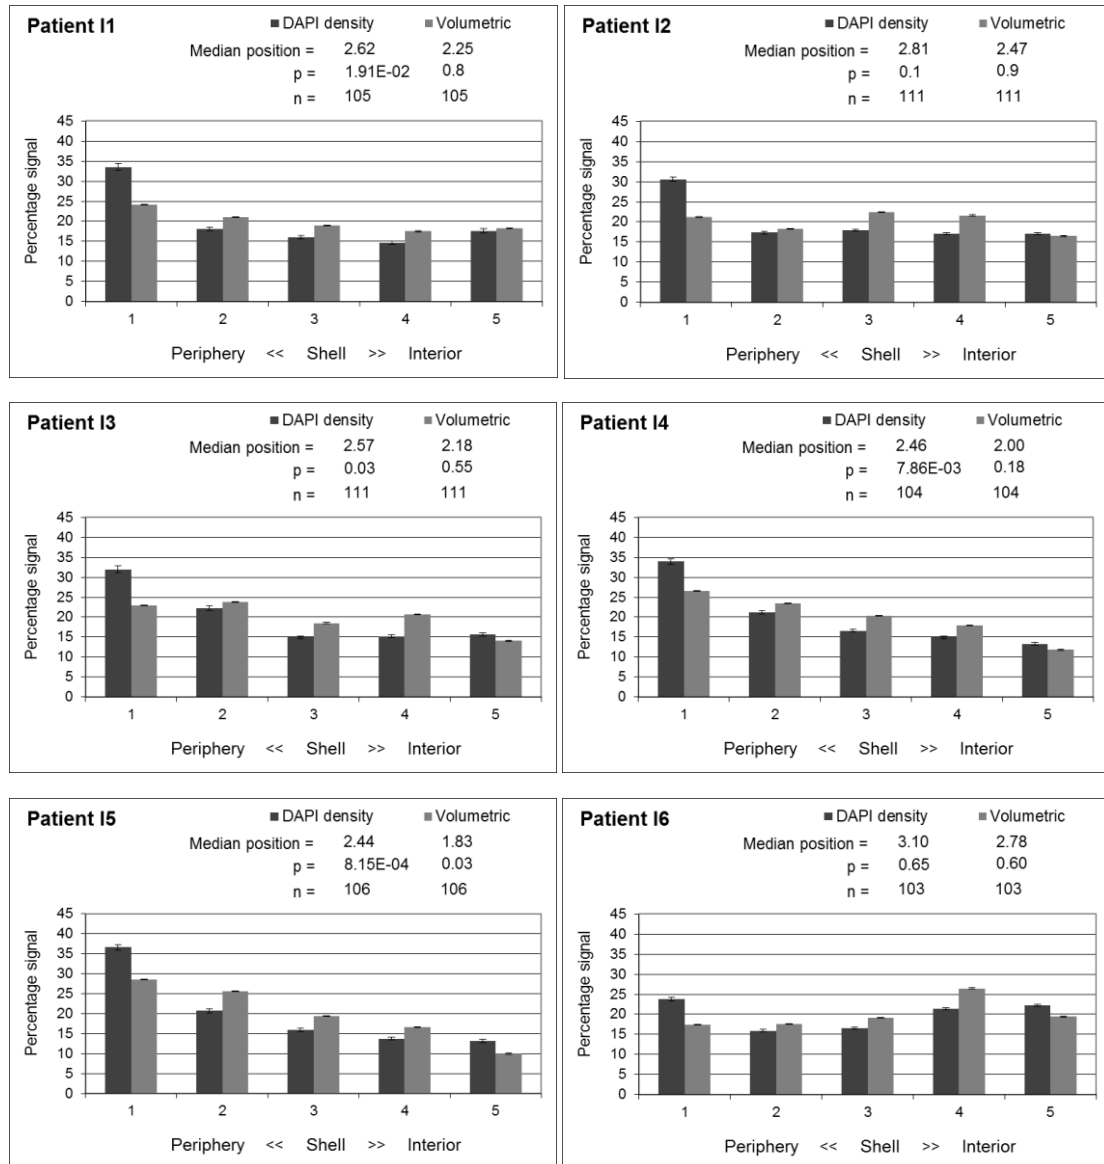 Patient I1
DAPI density Volumetric
Median position = 2.62 2.25
p = 1.91E-02 0.8
n = 105 105
Percentage signal
45
40
35
30
25
20
15
10
5
0
1 2 3 4 5
Periphery << Shell >> Interior
Patient I2
DAPI density Volumetric
Median position = 2.81 2.47
p = 0.1 0.9
n = 111 111
Percentage signal
45
40
35
30
25
20
15
10
5
0
1 2 3 4 5
Periphery << Shell >> Interior
Patient I3
DAPI density Volumetric
Median position = 2.57 2.18
p = 0.03 0.55
n = 111 111
Percentage signal
45
40
35
30
25
20
15
10
5
0
1 2 3 4 5
Periphery << Shell >> Interior
Patient I4
DAPI density Volumetric
Median position = 2.46 2.00
p = 7.86E-03 0.18
n = 104 104
Percentage signal
45
40
35
30
25
20
15
10
5
0
1 2 3 4 5
Periphery << Shell >> Interior
Patient I5
DAPI density Volumetric
Median position = 2.44 1.83
p = 8.15E-04 0.03
n = 106 106
Percentage signal
45
40
35
30
25
20
15
10
5
0
1 2 3 4 5
Periphery << Shell >> Interior
Patient I6
DAPI density Volumetric
Median position = 3.10 2.78
p = 0.65 0.60
n = 103 103
Percentage signal
45
40
35
30
25
20
15
10
5
0
1 2 3 4 5
Periphery << Shell >> Interior